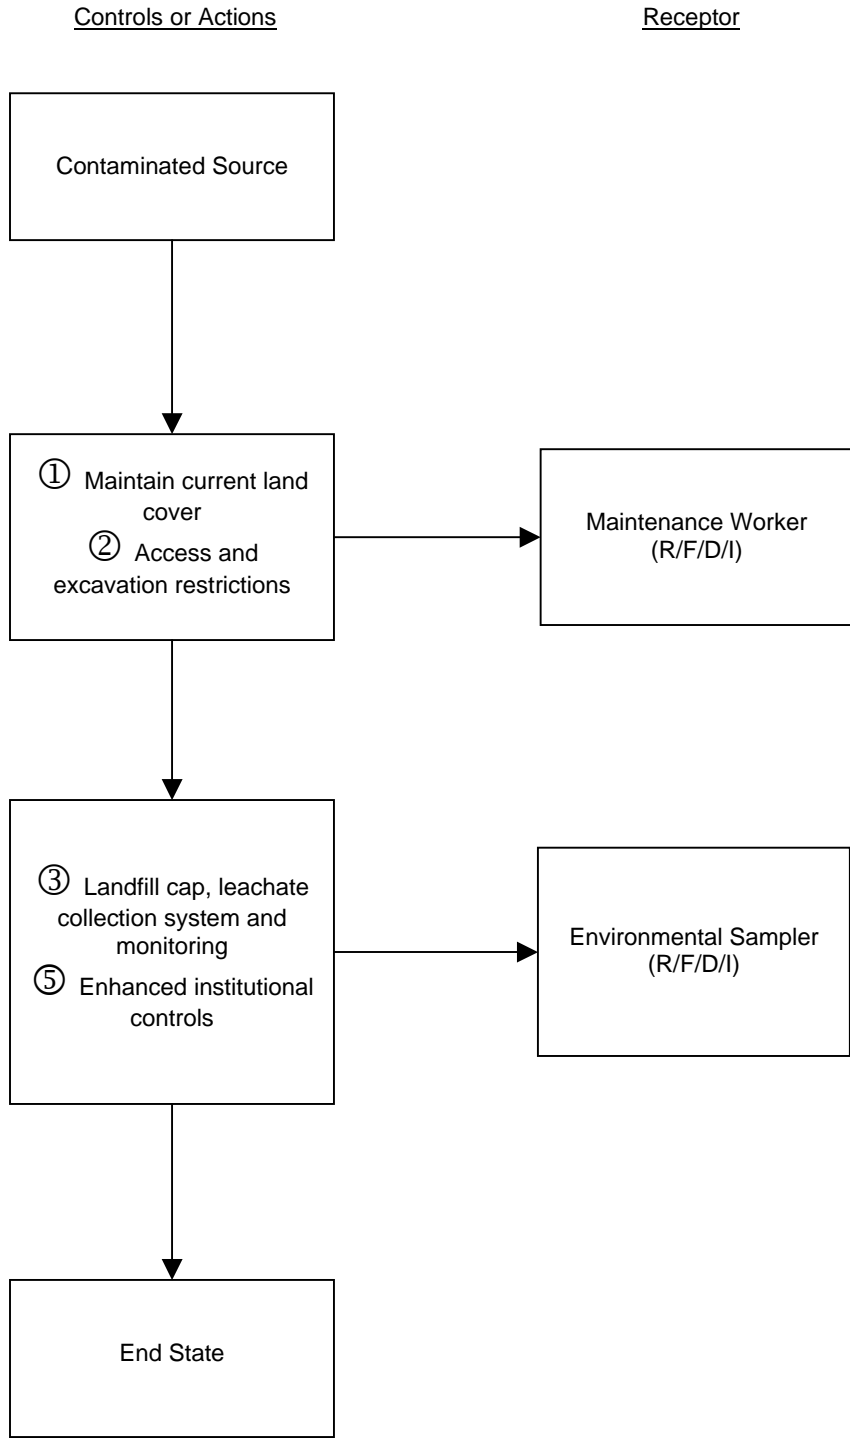 Controls or Actions
Receptor
Contaminated Source
① Maintain current land
cover
② Access and
excavation restrictions
Maintenance Worker
(R/F/D/I)
③ Landfill cap, leachate
collection system and
monitoring
⑤ Enhanced institutional
controls
Environmental Sampler
(R/F/D/I)
End State